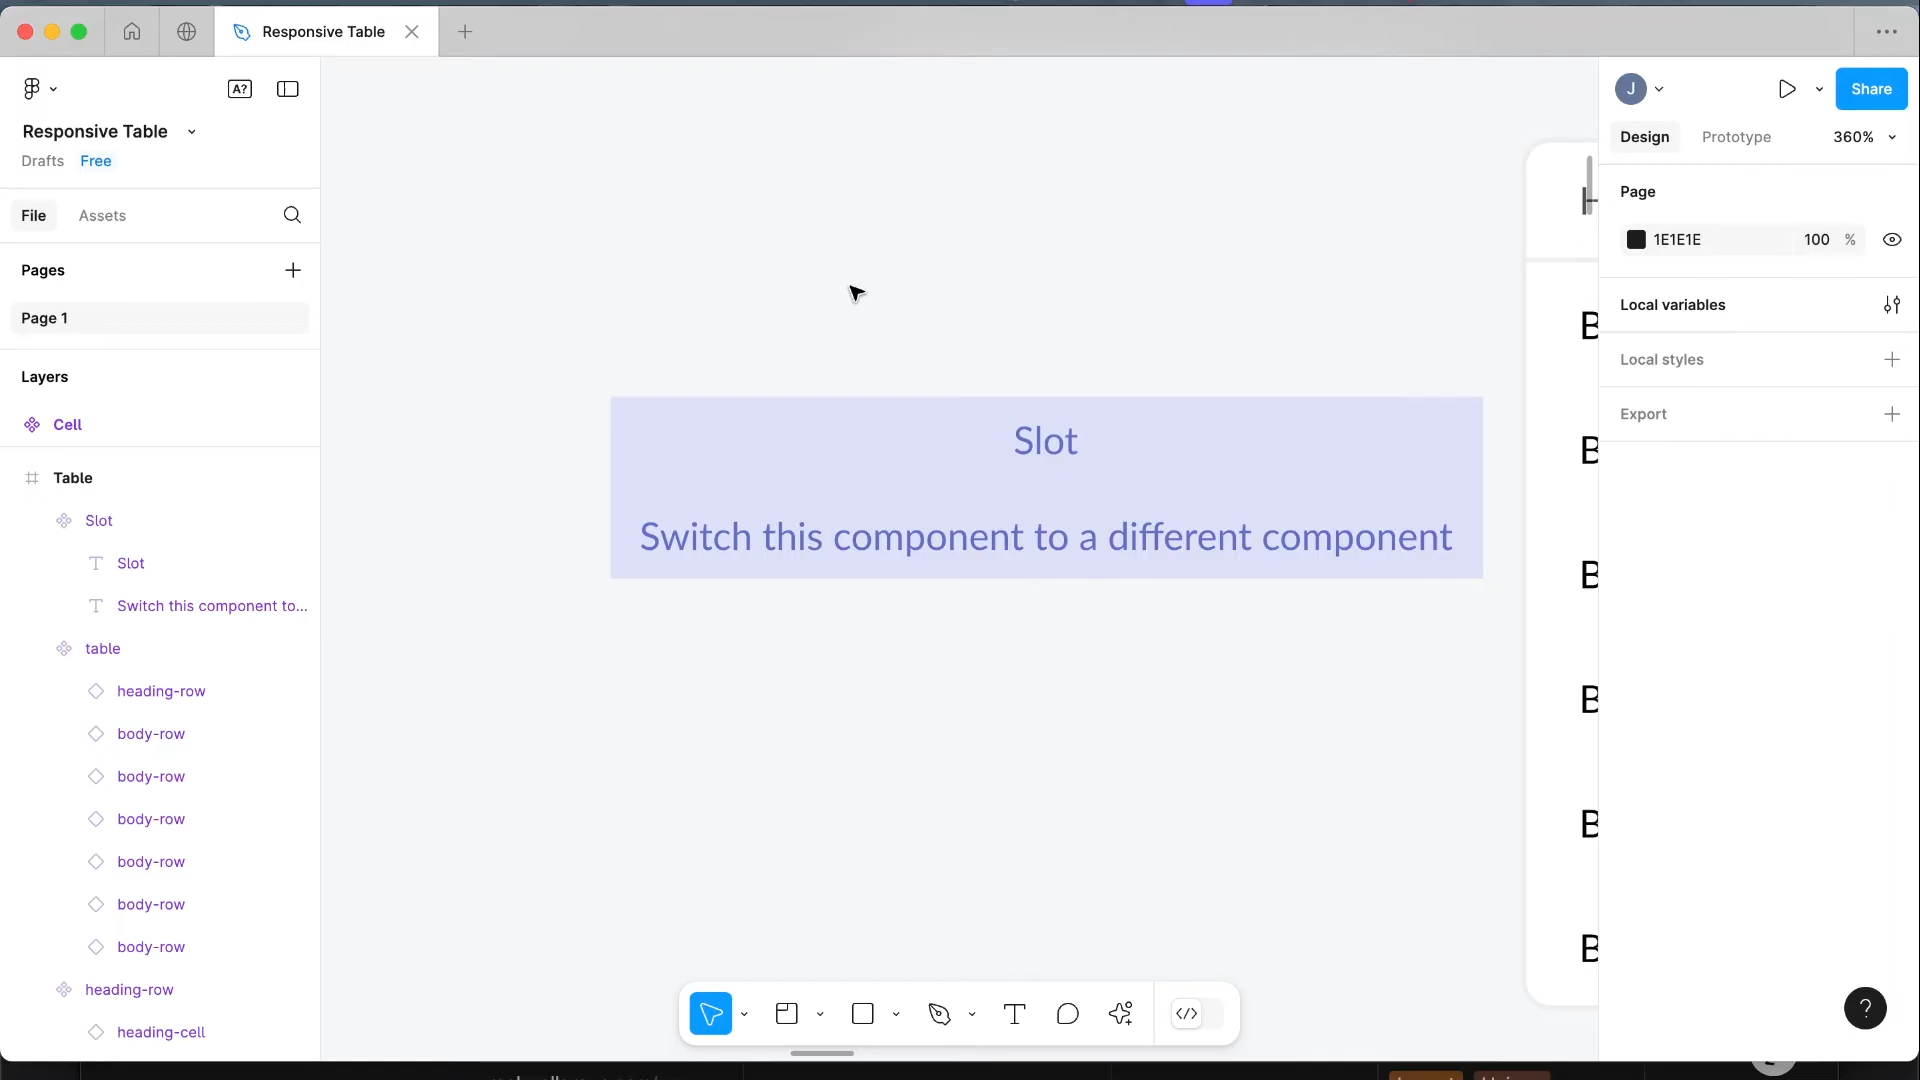 Responsive Table
A?
Responsive Table
Drafts Free
File Assets
Pages
Page 1
Layers
Cell
Table
Slot
Slot
Switch this component to...
table
heading-row
body-row
body-row
body-row
body-row
body-row
body-row
heading-row
heading-cell
Slot
Switch this component to a different component
B
B
B
B
B
B
J
Share
Design Prototype 360%
Page
1E1E1E 100 %
Local variables
Local styles
Export
?